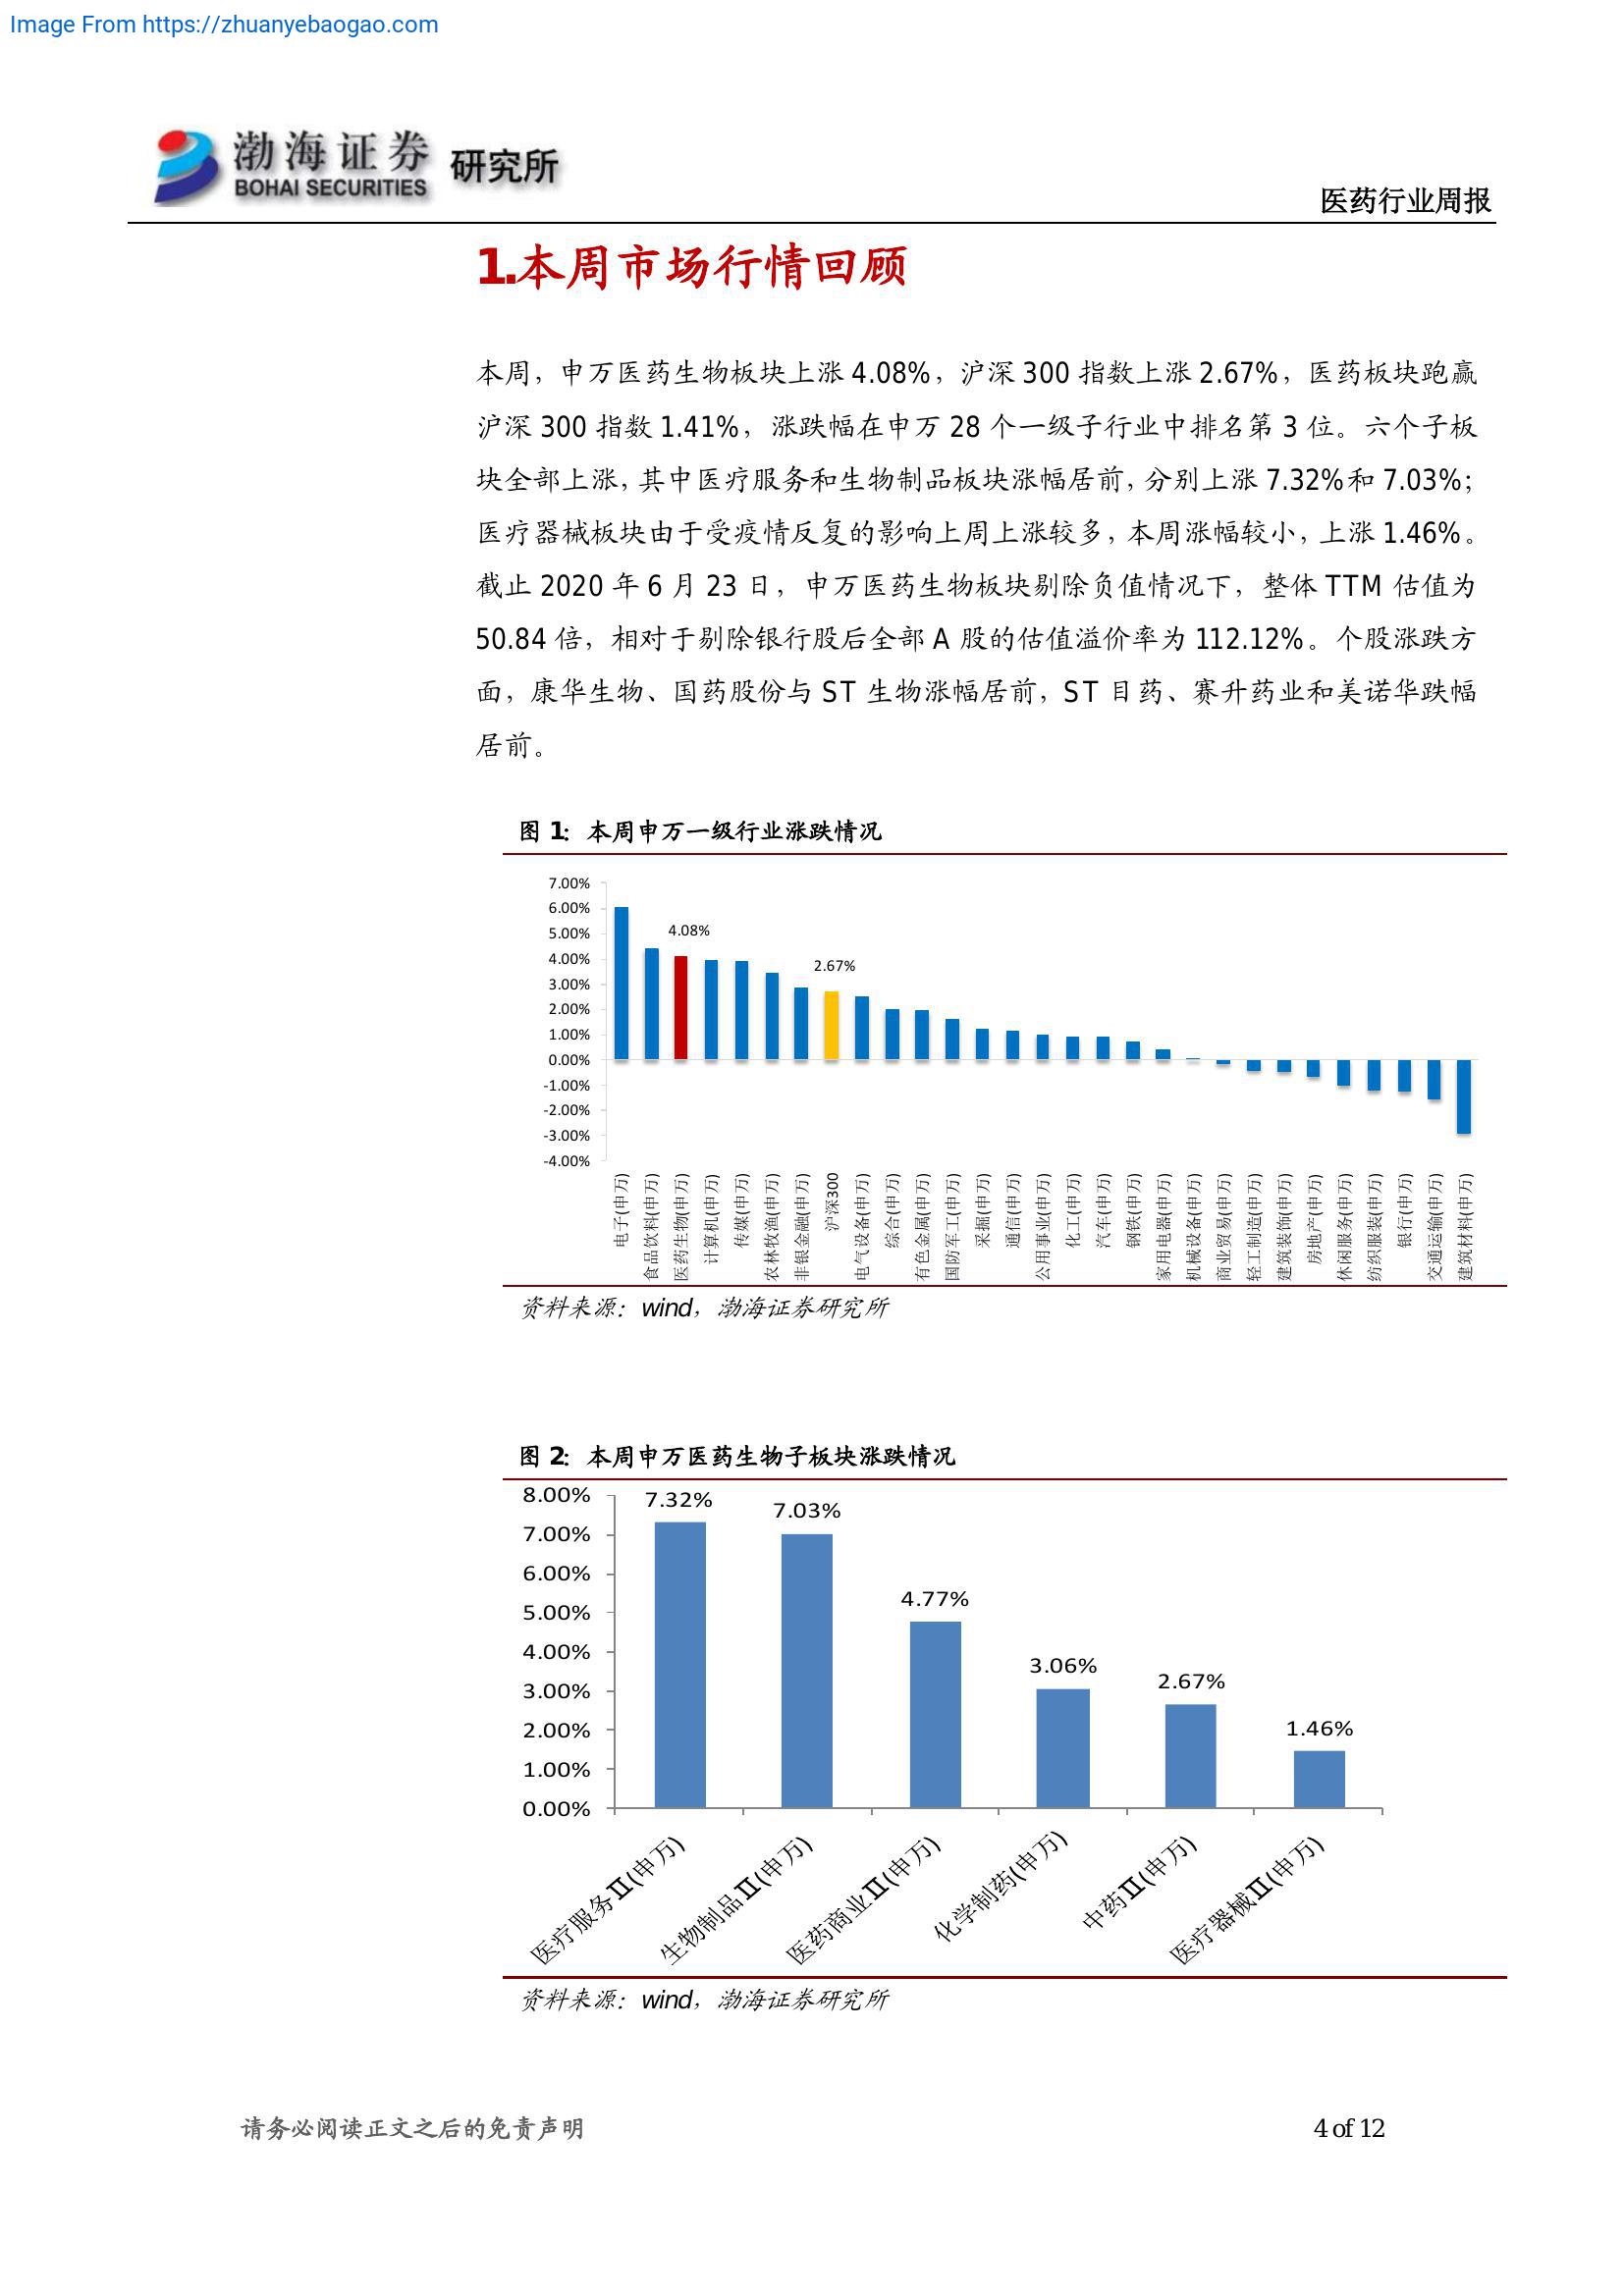 Image From https://zhuanyebaogao.com
渤海证券 研究所
BOHAI SECURITIES
医药行业周报
1.本周市场行情回顾
本周，申万医药生物板块上涨 4.08%，沪深 300 指数上涨 2.67%，医药板块跑赢
沪深 300 指数 1.41%，涨跌幅在申万 28 个一级子行业中排名第 3 位。六个子板
块全部上涨，其中医疗服务和生物制品板块涨幅居前，分别上涨 7.32%和 7.03%；
医疗器械板块由于受疫情反复的影响上周上涨较多，本周涨幅较小，上涨 1.46%。
截止 2020 年 6 月 23 日，申万医药生物板块剔除负值情况下，整体 TTM 估值为
50.84 倍，相对于剔除银行股后全部 A 股的估值溢价率为 112.12%。个股涨跌方
面，康华生物、国药股份与 ST 生物涨幅居前，ST 目药、赛升药业和美诺华跌幅
居前。
图 1：本周申万一级行业涨跌情况
7.00%
6.00%
5.00%
4.00%
3.00%
2.00%
1.00%
0.00%
-1.00%
-2.00%
-3.00%
-4.00%
4.08%
2.67%
电子(申万)
食品饮料(申万)
医药生物(申万)
计算机(申万)
传媒(申万)
农林牧渔(申万)
非银金融(申万)
沪深300
电气设备(申万)
综合(申万)
有色金属(申万)
国防军工(申万)
采掘(申万)
通信(申万)
公用事业(申万)
化工(申万)
汽车(申万)
钢铁(申万)
家用电器(申万)
机械设备(申万)
商业贸易(申万)
轻工制造(申万)
建筑装饰(申万)
房地产(申万)
休闲服务(申万)
纺织服装(申万)
银行(申万)
交通运输(申万)
建筑材料(申万)
资料来源：wind，渤海证券研究所
图 2：本周申万医药生物子板块涨跌情况
8.00%
7.00%
6.00%
5.00%
4.00%
3.00%
2.00%
1.00%
0.00%
7.32%
7.03%
4.77%
3.06%
2.67%
1.46%
医疗服务Ⅱ(申万)
生物制品Ⅱ(申万)
医药商业Ⅱ(申万)
化学制药(申万)
中药Ⅱ(申万)
医疗器械Ⅱ(申万)
资料来源：wind，渤海证券研究所
请务必阅读正文之后的免责声明
4 of 12